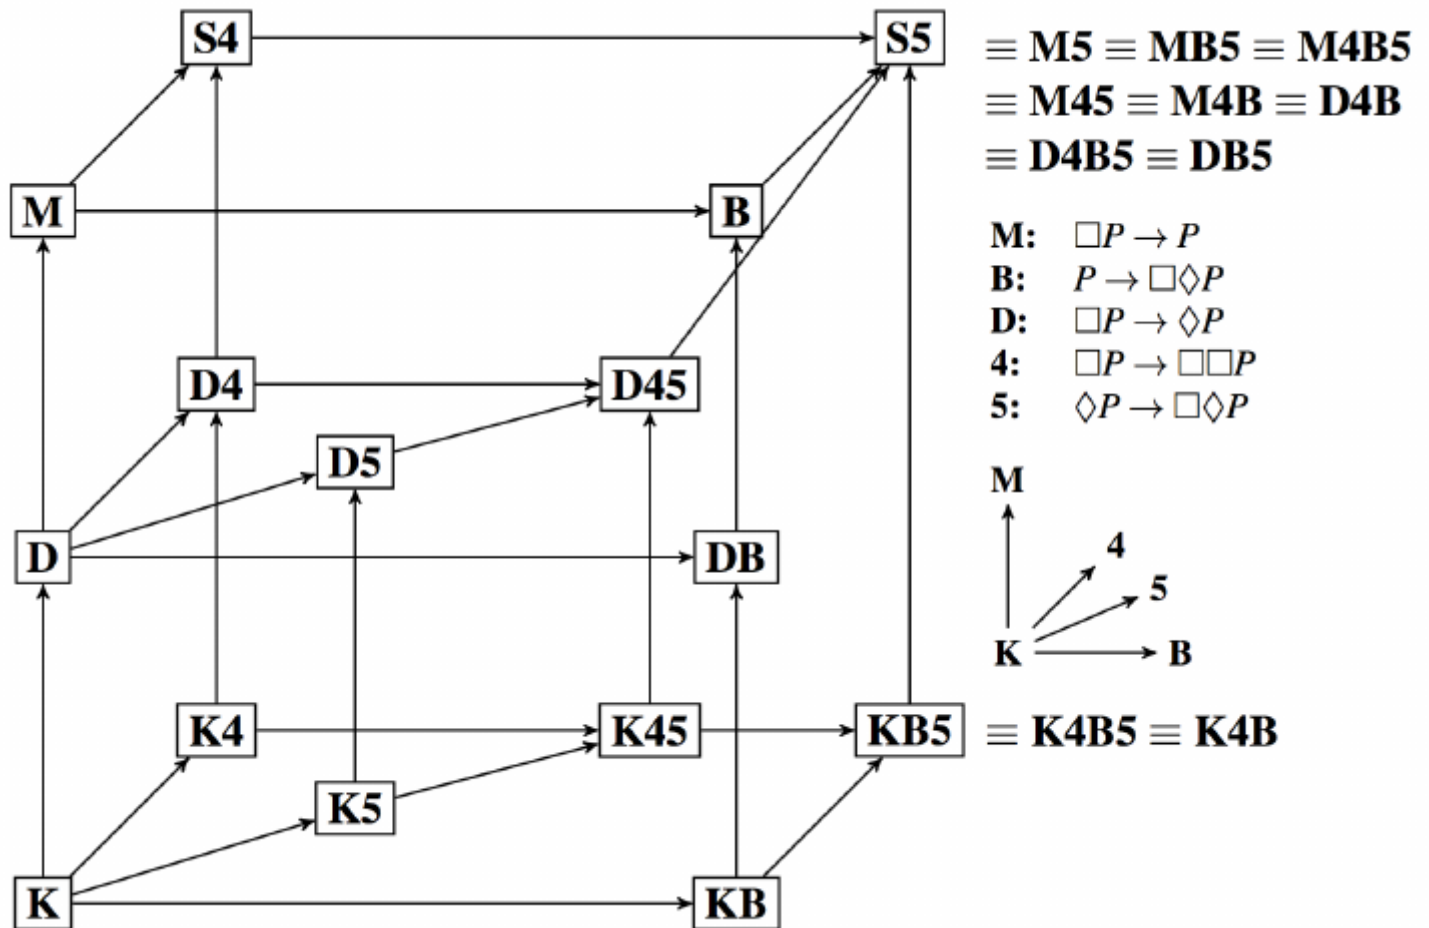 S4
S5
≡ M5 ≡ MB5 ≡ M4B5
≡ M45 ≡ M4B ≡ D4B
≡ D4B5 ≡ DB5
M
B
M: □P → P
B: P → □◊P
D: □P → ◊P
4: □P → □□P
5: ◊P → □◊P
D4
D45
D5
M
4
5
K
B
D
DB
K4
K45
KB5
≡ K4B5 ≡ K4B
K5
K
KB